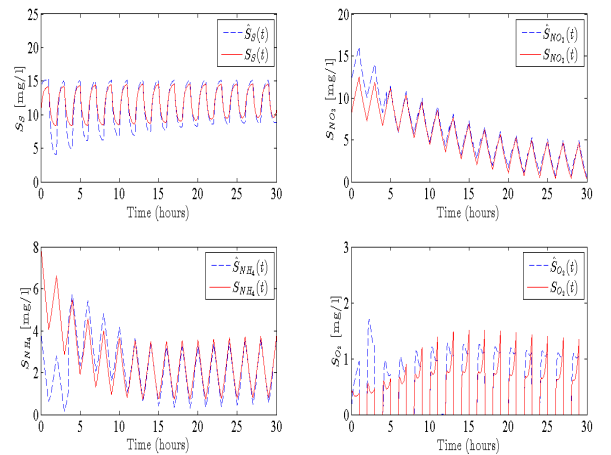 25
20
15
10
5
0
S_S [mg/l]
Ŝ_S(t)
S_S(t)
0 5 10 15 20 25 30
Time (hours)
20
15
10
5
0
S_NO3 [mg/l]
Ŝ_NO3(t)
S_NO3(t)
0 5 10 15 20 25 30
Time (hours)
8
6
4
2
0
S_NH4 [mg/l]
Ŝ_NH4(t)
S_NH4(t)
0 5 10 15 20 25 30
Time (hours)
3
2
1
0
S_O2 [mg/l]
Ŝ_O2(t)
S_O2(t)
0 5 10 15 20 25 30
Time (hours)